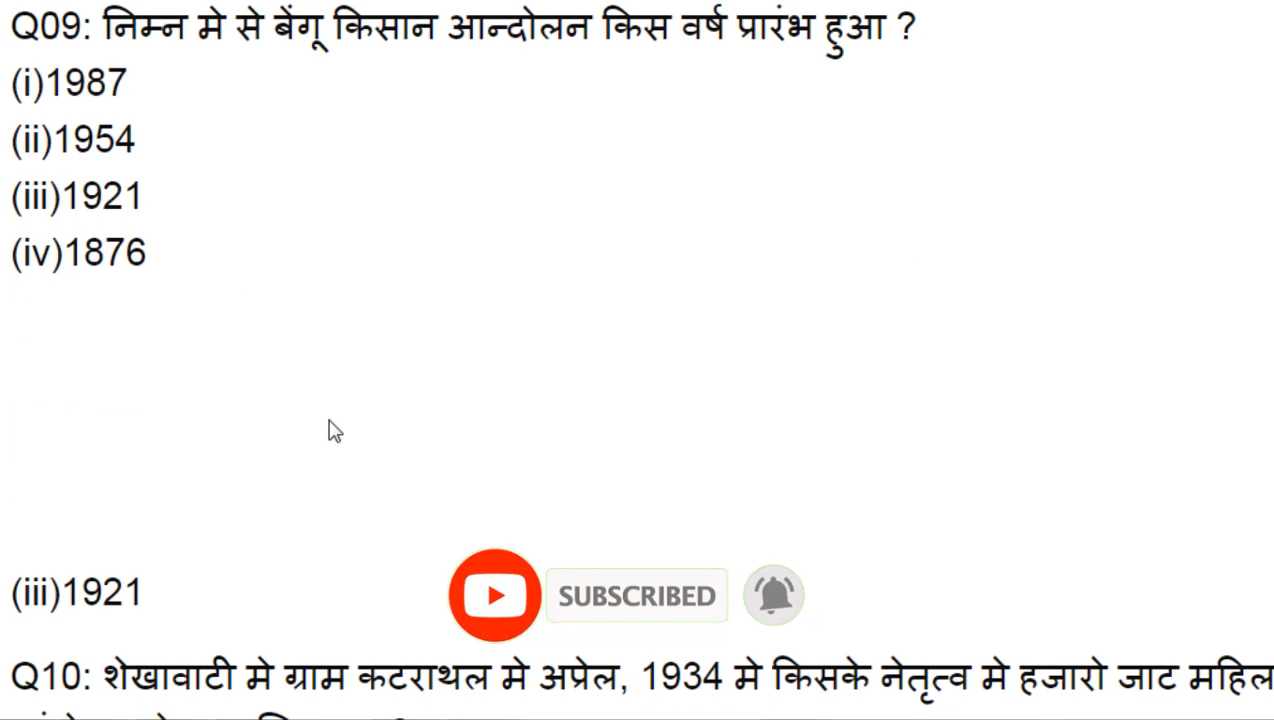 Q09: निम्न मे से बेंगू किसान आन्दोलन किस वर्ष प्रारंभ हुआ ?
(i)1987
(ii)1954
(iii)1921
(iv)1876
(iii)1921
SUBSCRIBED
Q10: शेखावाटी मे ग्राम कटराथल मे अप्रेल, 1934 मे किसके नेतृत्व मे हजारो जाट महिल